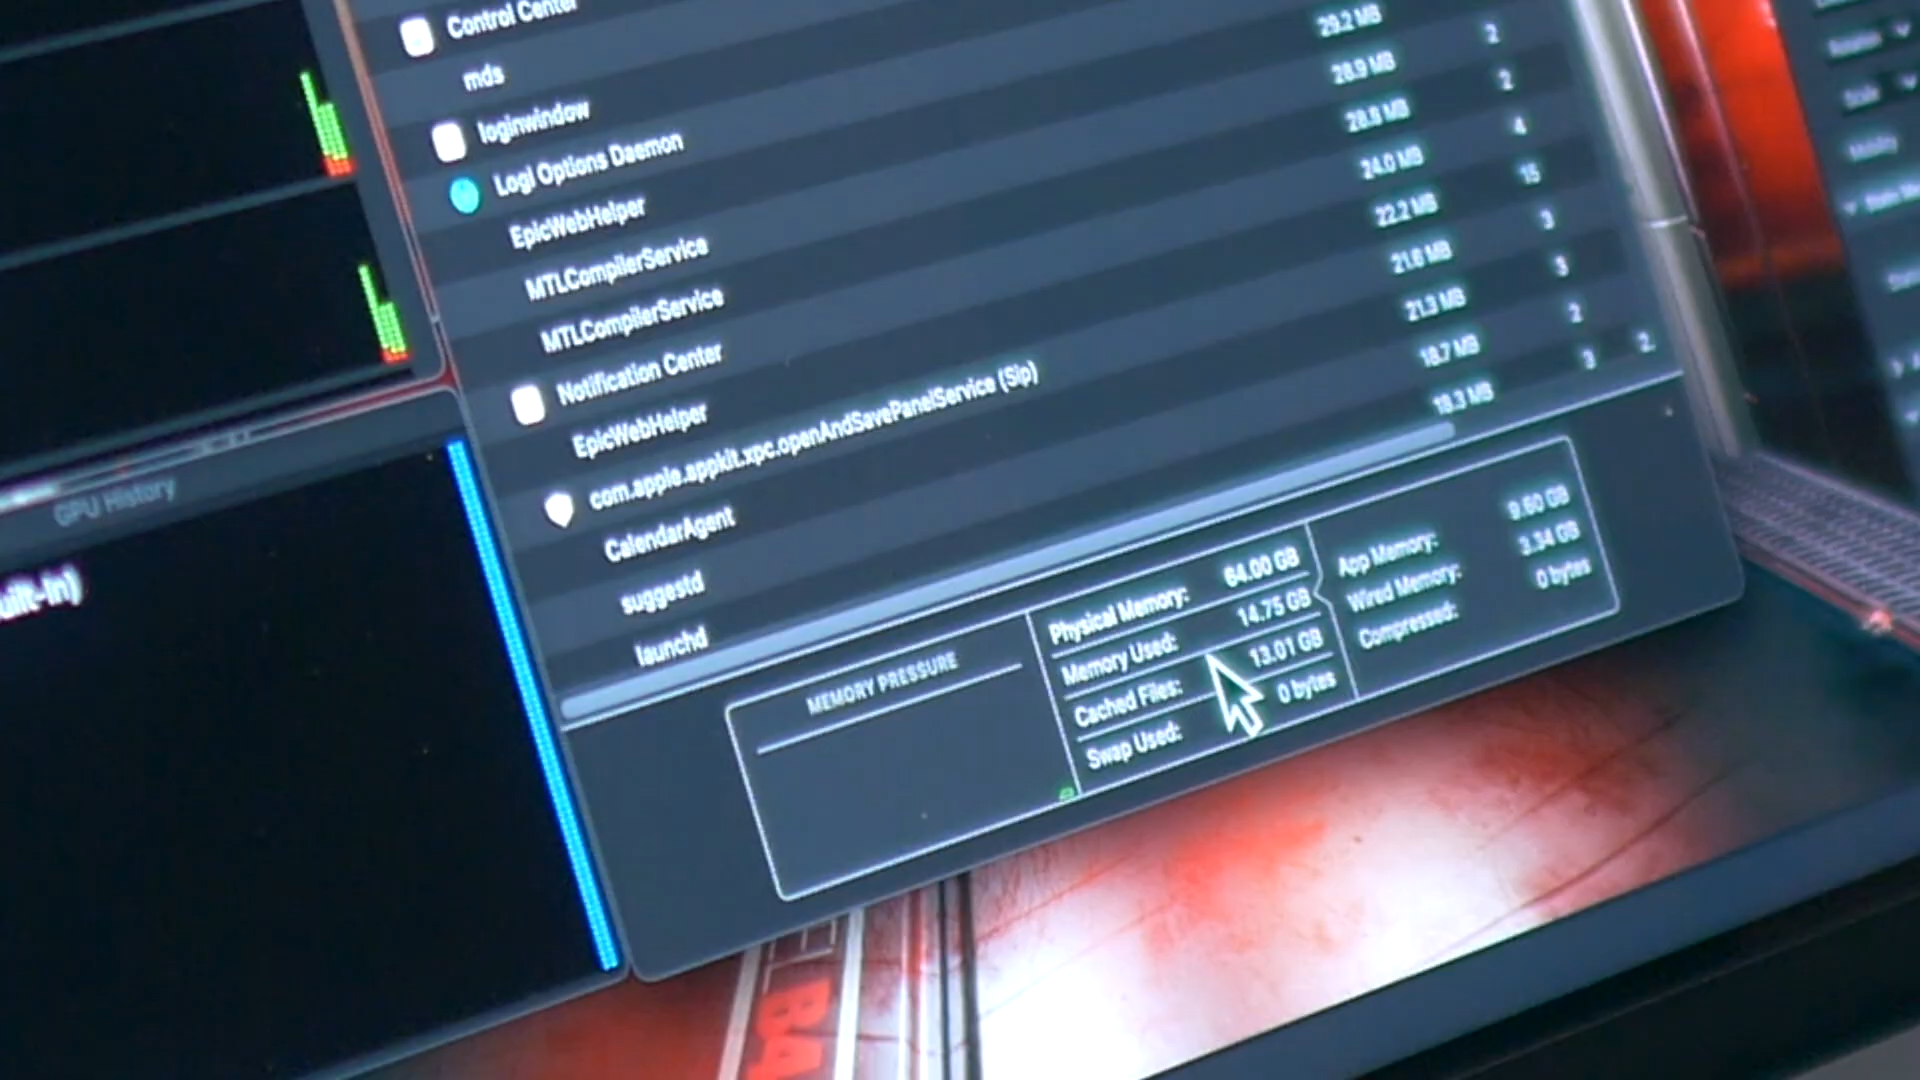 Control Center
29.2 MB
2
mds
28.9 MB
2
loginwindow
28.8 MB
4
Logi Options Daemon
24.0 MB
15
EpicWebHelper
22.2 MB
3
MTLCompilerService
21.6 MB
3
MTLCompilerService
21.3 MB
2
Notification Center
18.7 MB
3
2
EpicWebHelper
18.3 MB
com.apple.appkit.xpc.openAndSavePanelService (Sip)
CalendarAgent
suggestd
launchd
GPU History
uilt-In)
MEMORY PRESSURE
Physical Memory: 64.00 GB
Memory Used: 14.75 GB
Cached Files: 13.01 GB
Swap Used: 0 bytes
App Memory: 9.60 GB
Wired Memory: 3.34 GB
Compressed: 0 bytes
BA